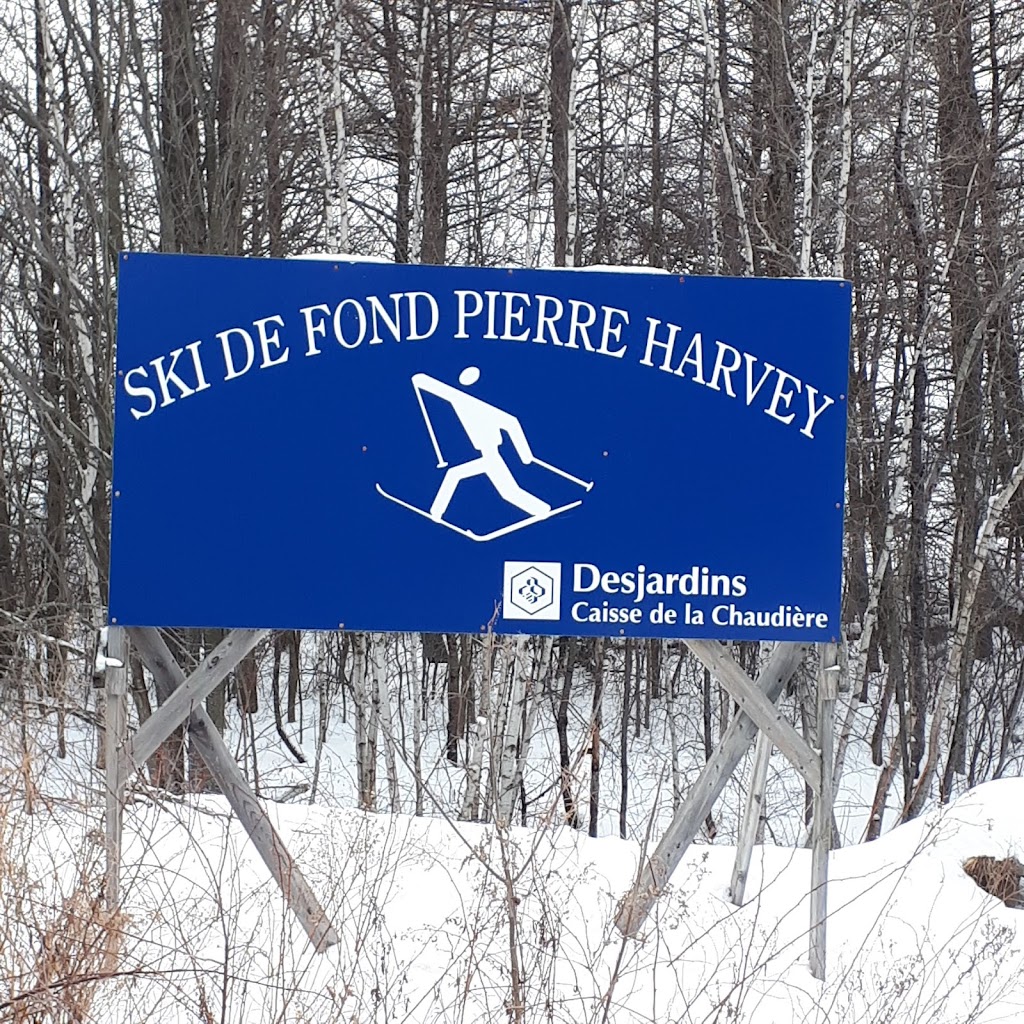 SKI DE FOND PIERRE HARVEY
Desjardins
Caisse de la Chaudière